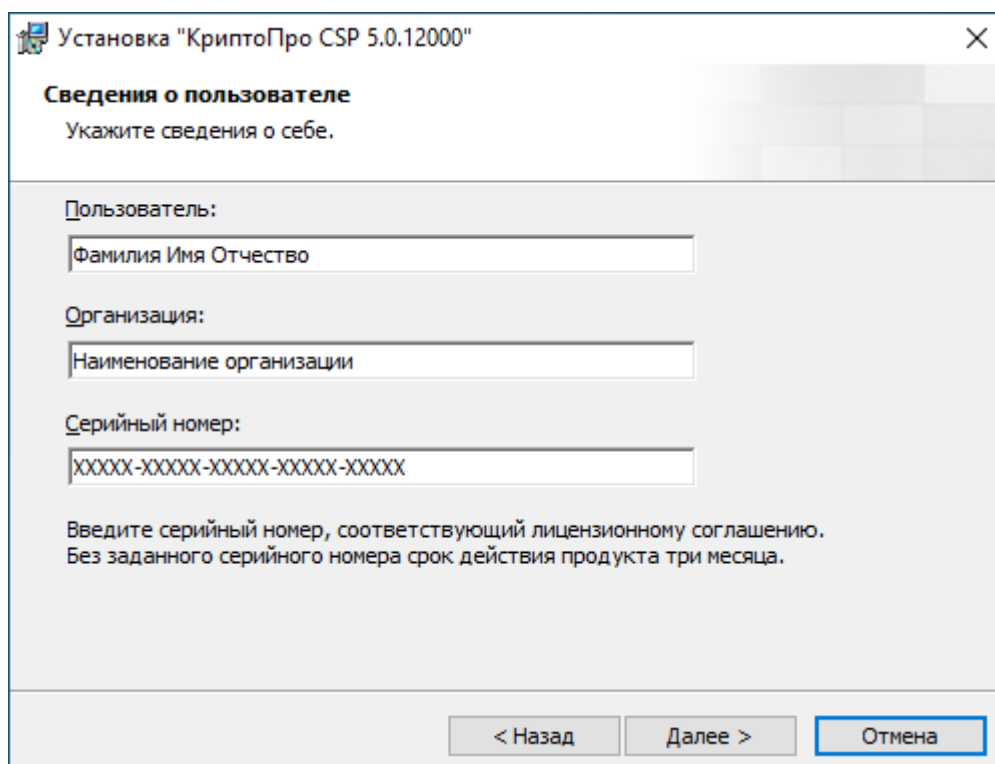 Установка "КриптоПро CSP 5.0.12000"
Сведения о пользователе
Укажите сведения о себе.
Пользователь:
Фамилия Имя Отчество
Организация:
Наименование организации
Серийный номер:
XXXXX-XXXXX-XXXXX-XXXXX-XXXXX
Введите серийный номер, соответствующий лицензионному соглашению.
Без заданного серийного номера срок действия продукта три месяца.
< Назад Далее > Отмена